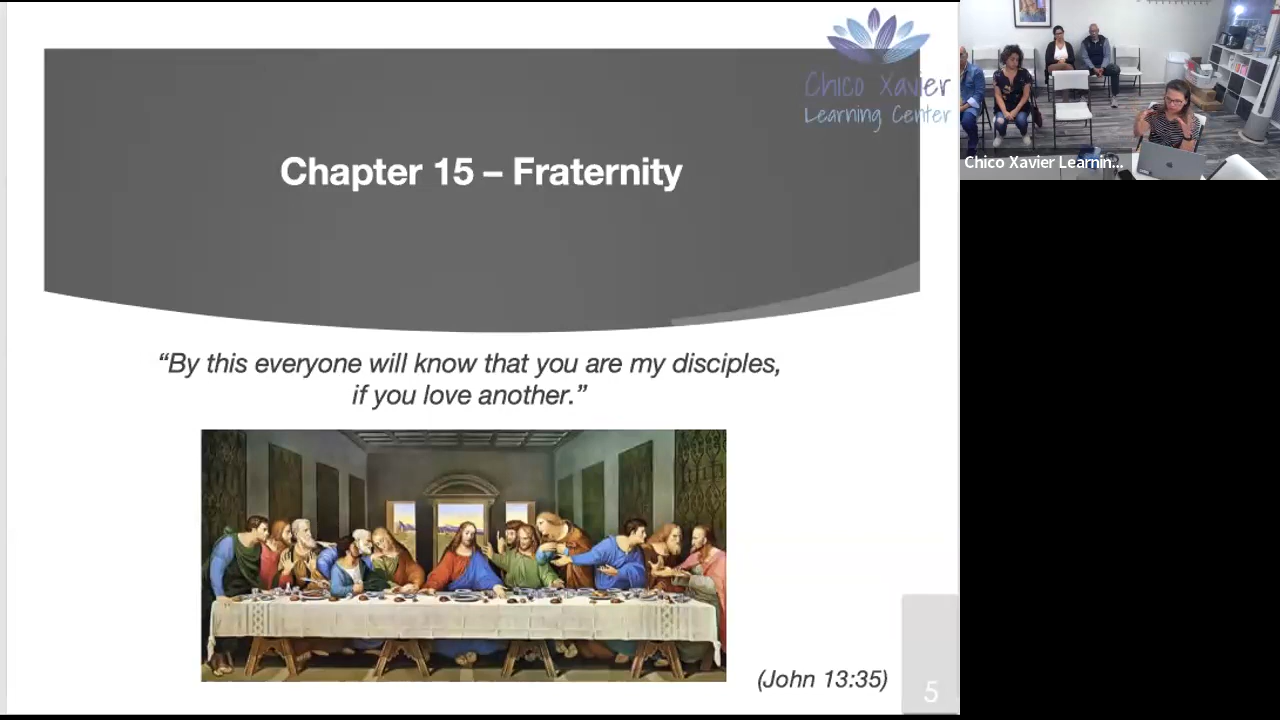 Chico Xavier
Learning Center
Chapter 15 – Fraternity
“By this everyone will know that you are my disciples,
if you love another.”
(John 13:35)
5
Chico Xavier Learnin...